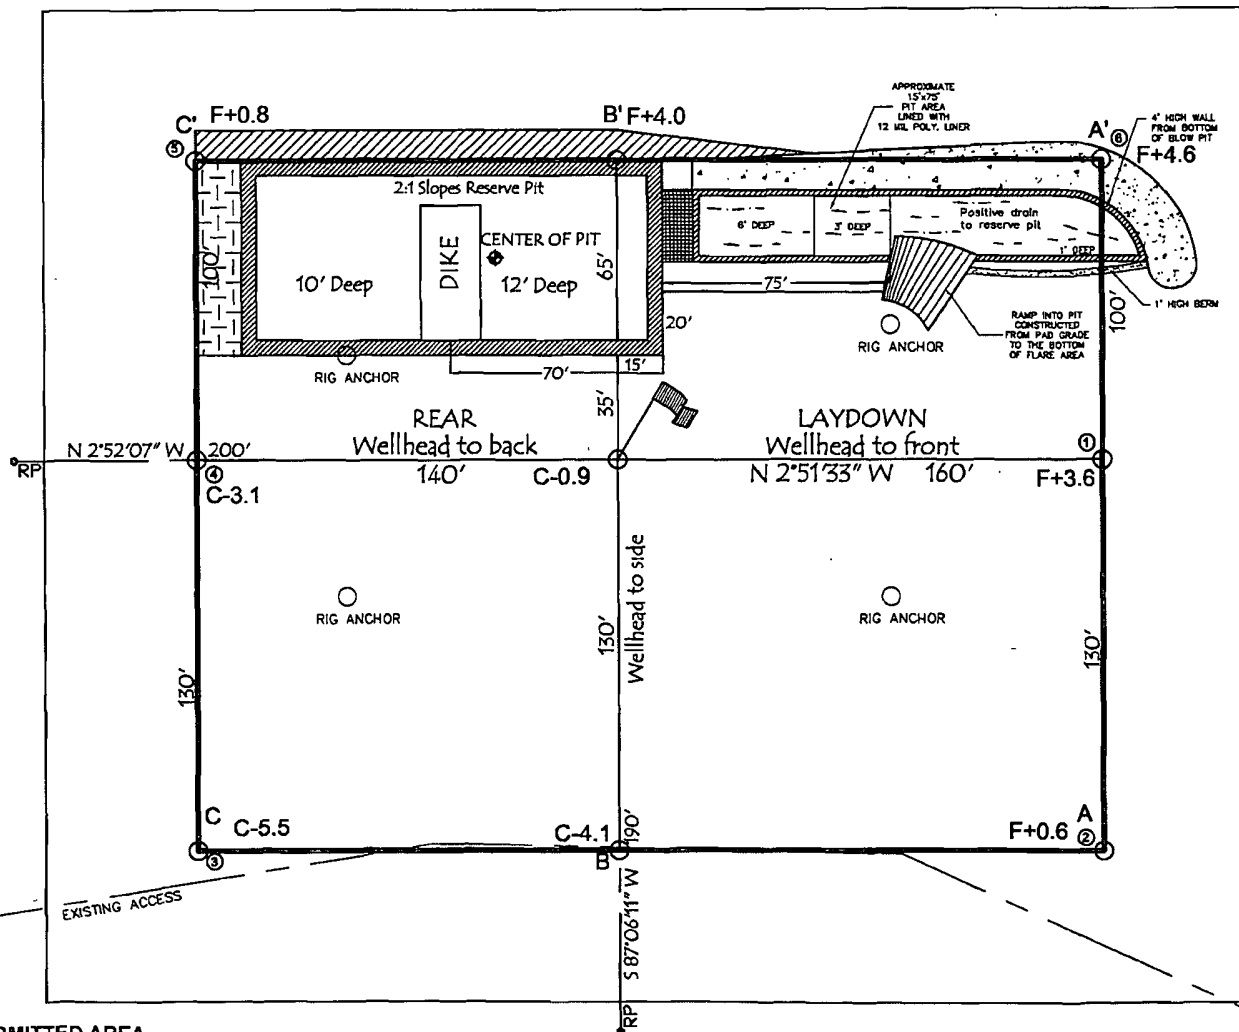 F+0.8
B' F+4.0
C'
⑤
APPROXIMATE
15'x75'
PIT AREA
LINED WITH
12 MIL POLY. LINER
A' ⑥
F+4.6
4' HIGH WALL
FROM BOTTOM
OF BLOW PIT
2:1 Slopes Reserve Pit
DIKE
CENTER OF PIT
10' Deep
12' Deep
65'
100'
6' DEEP
3' DEEP
Positive drain
to reserve pit
1' DEEP
75'
20'
1' HIGH BERM
100'
RAMP INTO PIT
CONSTRUCTED
FROM PAD GRADE
TO THE BOTTOM
OF FLARE AREA
RIG ANCHOR
RIG ANCHOR
70'
15'
35'
REAR
Wellhead to back
140'
LAYDOWN
Wellhead to front
N 2°51'33" W 160'
N 2°52'07" W 200'
RP
④
C-3.1
C-0.9
①
F+3.6
RIG ANCHOR
RIG ANCHOR
130'
Wellhead to side
130'
130'
C
C-5.5
③
C-4.1
B
190'
F+0.6
A
②
EXISTING ACCESS
S 87°06'11" W
RP
MITTED AREA